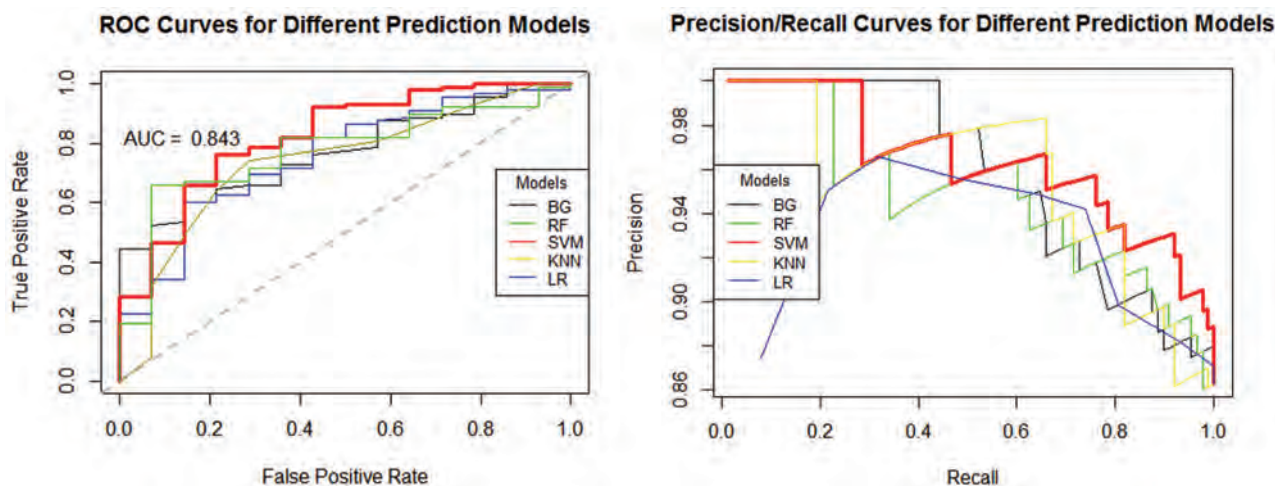 ROC Curves for Different Prediction Models
True Positive Rate
1.0
0.8
0.6
0.4
0.2
0.0
AUC = 0.843
Models
BG
RF
SVM
KNN
LR
0.0 0.2 0.4 0.6 0.8 1.0
False Positive Rate
Precision/Recall Curves for Different Prediction Models
Precision
0.98
0.94
0.90
0.86
Models
BG
RF
SVM
KNN
LR
0.0 0.2 0.4 0.6 0.8 1.0
Recall